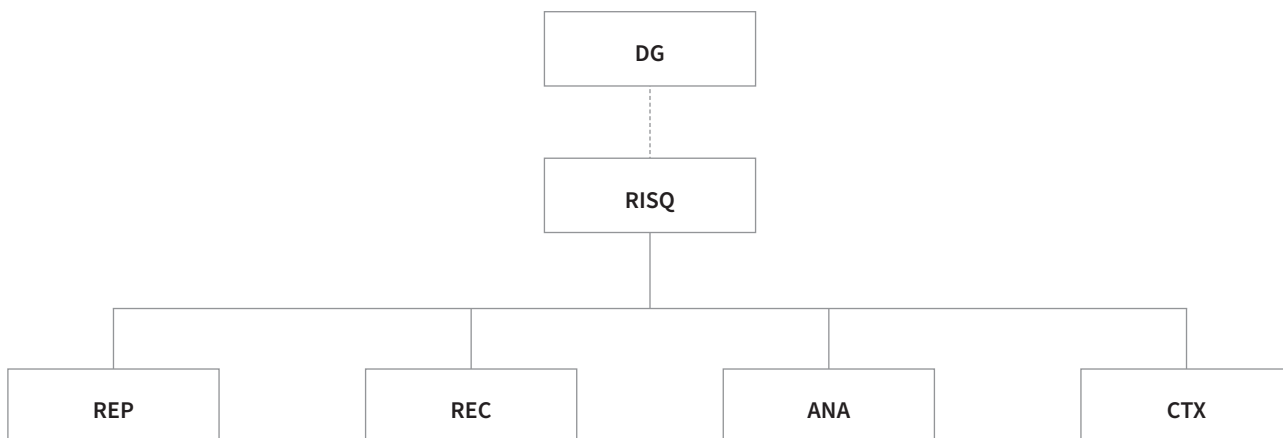 DG
RISQ
REP
REC
ANA
CTX